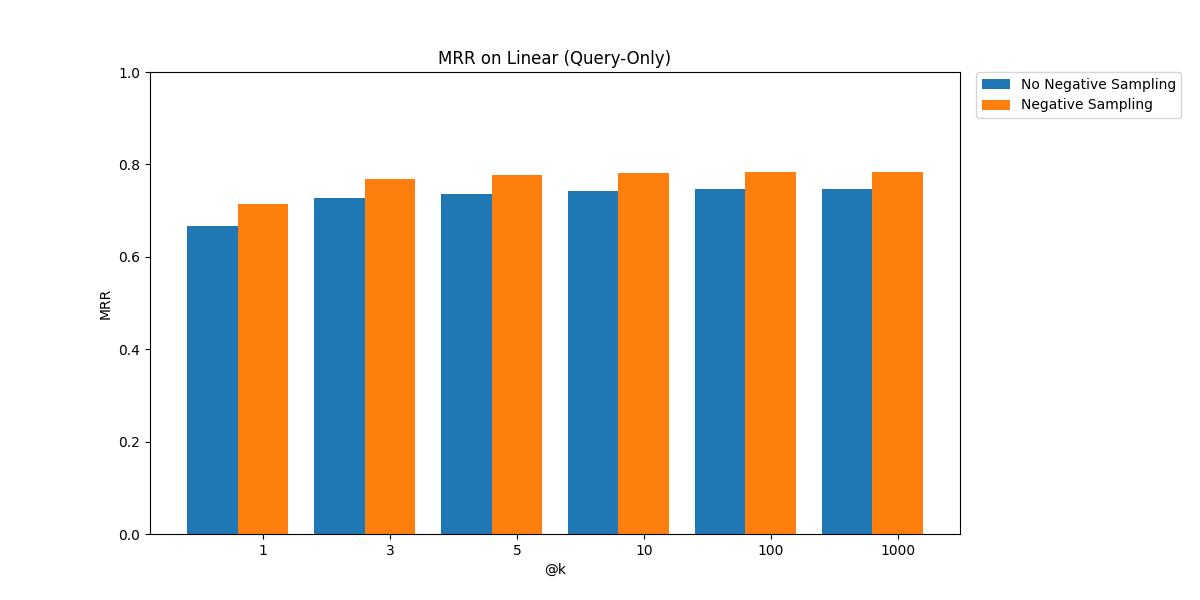 MRR on Linear (Query-Only)
No Negative Sampling
Negative Sampling
1.0
0.8
0.6
0.4
0.2
0.0
MRR
1 3 5 10 100 1000
@k